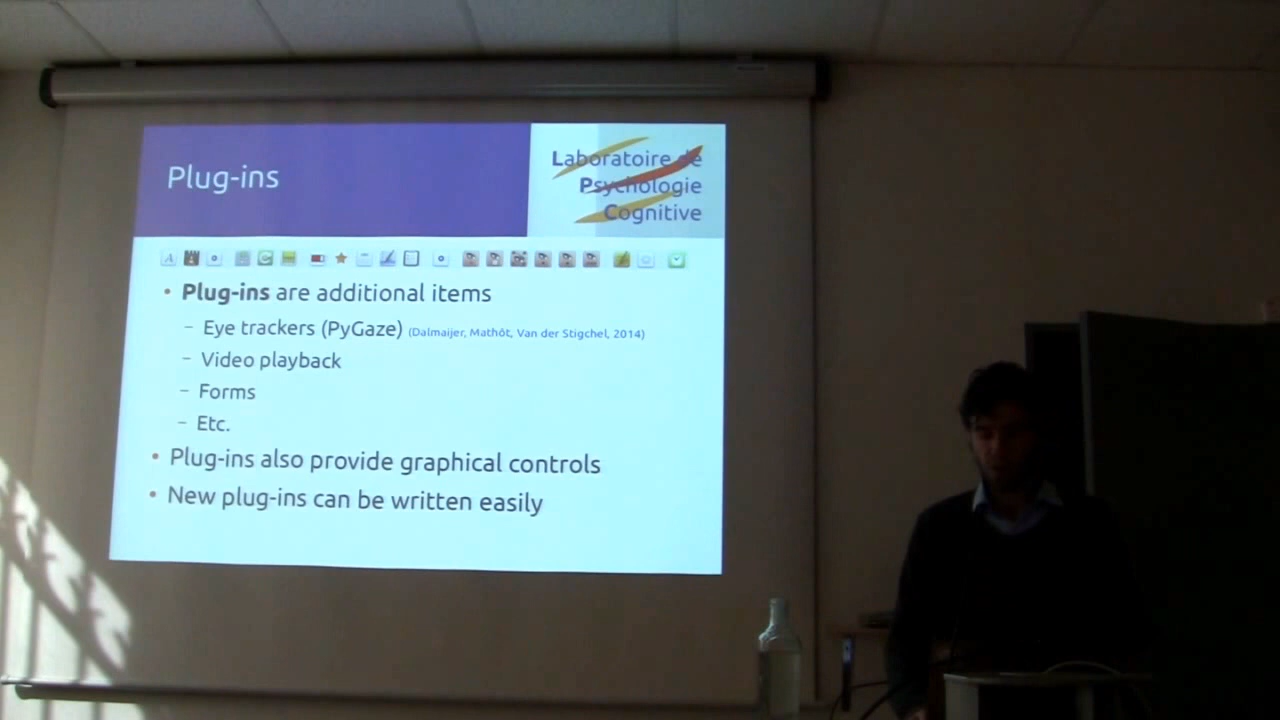 Plug-ins
Laboratoire de
Psychologie
Cognitive
• Plug-ins are additional items
– Eye trackers (PyGaze) (Dalmaijer, Mathôt, Van der Stigchel, 2014)
– Video playback
– Forms
– Etc.
• Plug-ins also provide graphical controls
• New plug-ins can be written easily